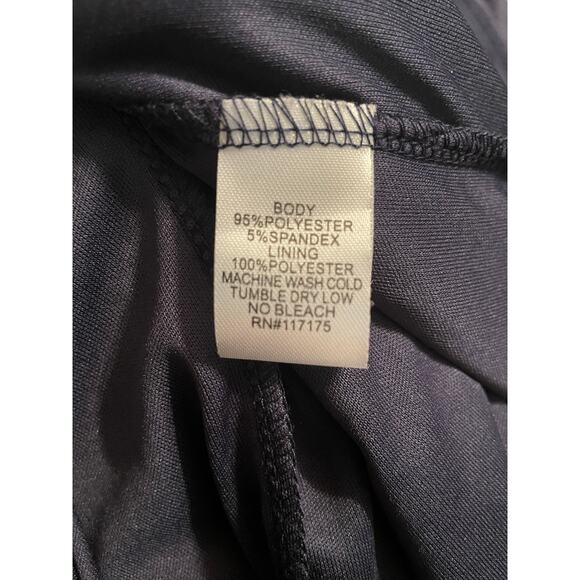 BODY
95%POLYESTER
5%SPANDEX
LINING
100%POLYESTER
MACHINE WASH COLD
TUMBLE DRY LOW
NO BLEACH
RN#117175